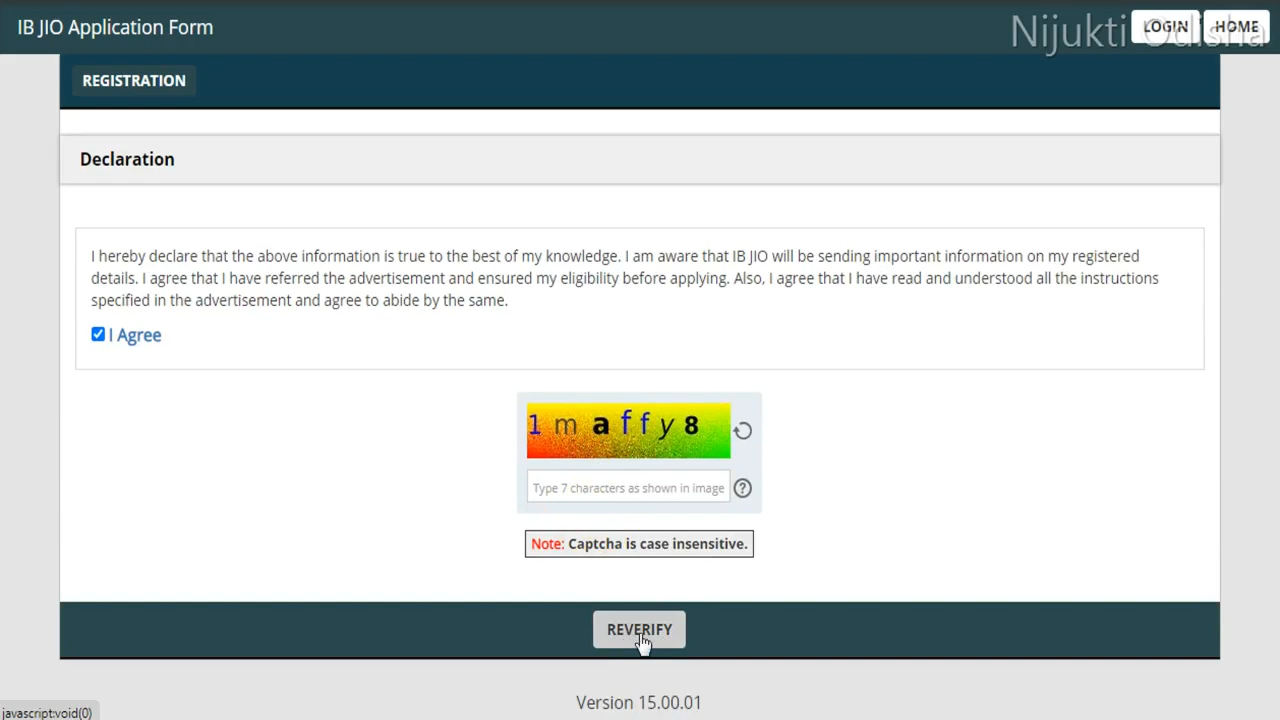 IB JIO Application Form
Nijukti Odisha
LOGIN
HOME
REGISTRATION
Declaration
I hereby declare that the above information is true to the best of my knowledge. I am aware that IB JIO will be sending important information on my registered
details. I agree that I have referred the advertisement and ensured my eligibility before applying. Also, I agree that I have read and understood all the instructions
specified in the advertisement and agree to abide by the same.
I Agree
1 m a f f y 8
Type 7 characters as shown in image
Note: Captcha is case insensitive.
REVERIFY
Version 15.00.01
javascript:void(0)